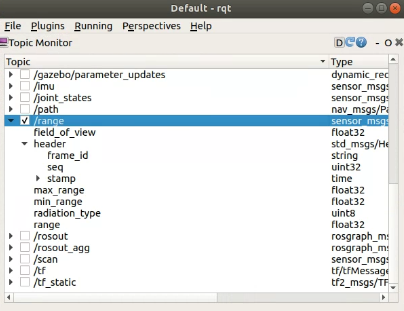 Default - rqt
File Plugins Running Perspectives Help
Topic Monitor D C ? - O X
Topic Type
/gazebo/parameter_updates dynamic_rec
/imu sensor_msgs
/joint_states sensor_msgs
/path nav_msgs/Pa
/range sensor_msgs
field_of_view float32
header std_msgs/He
frame_id string
seq uint32
stamp time
max_range float32
min_range float32
radiation_type uint8
range float32
/rosout rosgraph_ms
/rosout_agg rosgraph_ms
/scan sensor_msgs
/tf tf/tfMessage
/tf_static tf2_msgs/TF